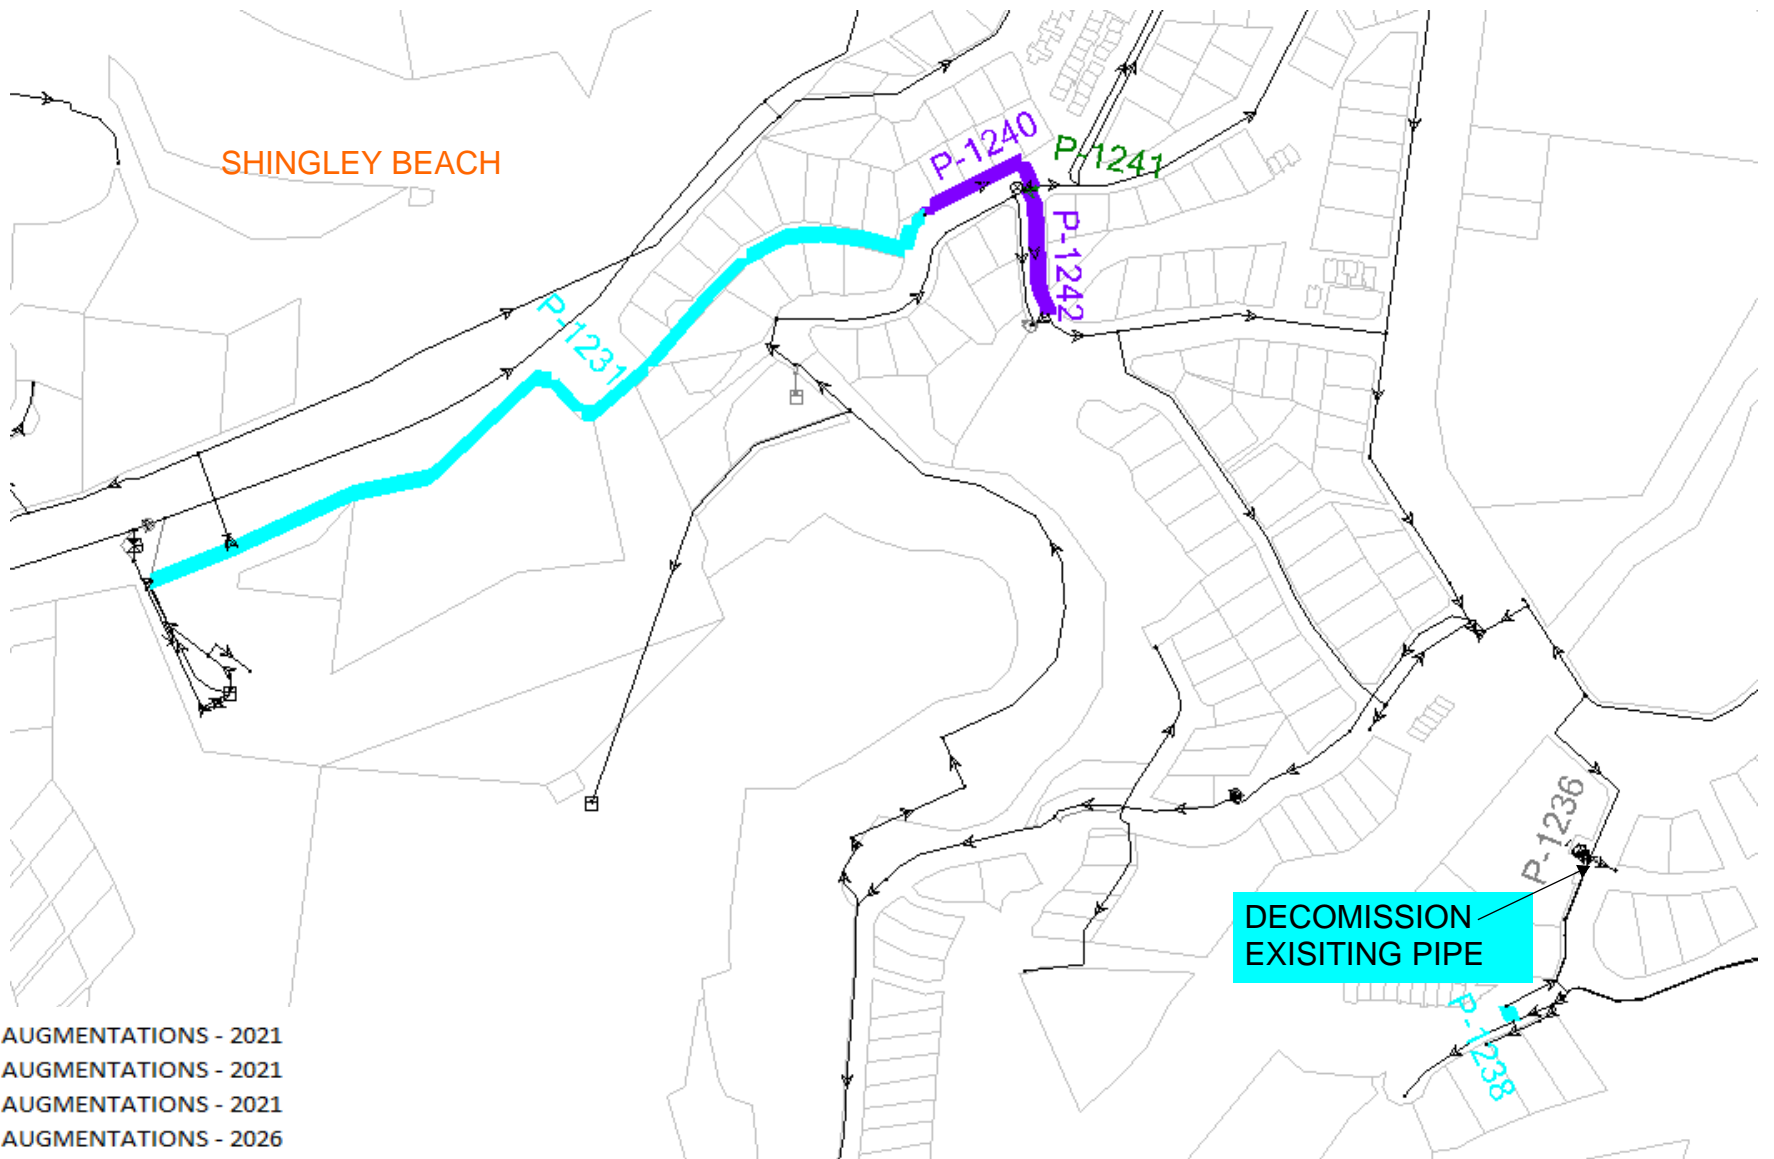 SHINGLEY BEACH
P-1240
P-1241
P-1242
P-1231
P-1236
DECOMISSION
EXISITING PIPE
P-1238
AUGMENTATIONS - 2021
AUGMENTATIONS - 2021
AUGMENTATIONS - 2021
AUGMENTATIONS - 2026